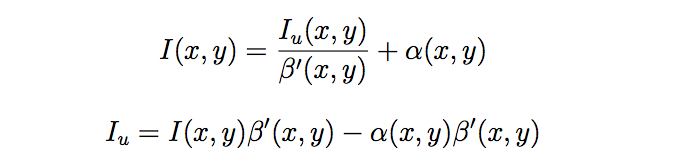 I(x, y) = I_u(x, y) / β′(x, y) + α(x, y)
I_u = I(x, y)β′(x, y) − α(x, y)β′(x, y)